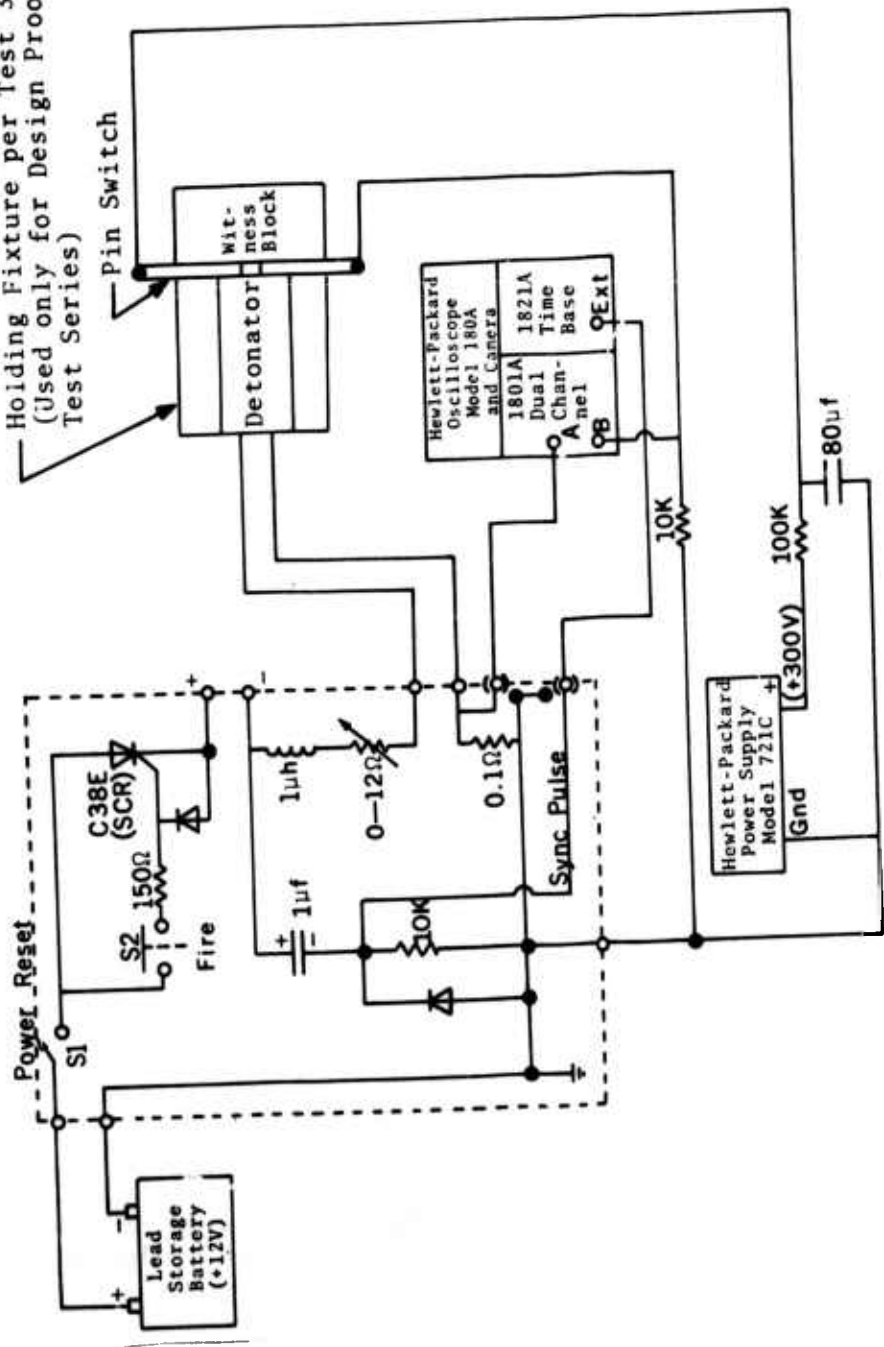 Holding Fixture per Test
(Used only for Design
Test Series)
Pin Switch
Wit-
ness
Block
Detonator
Hewlett-Packard
Oscilloscope
Model 180A
and Camera
1801A
Dual
Chan-
nel
A
B
1821A
Time
Base
Ext
Power Reset
S1
C38E
(SCR)
S2
150Ω
Fire
+
-
1μh
0-12Ω
0.1Ω
+
-
1μf
10K
Sync Pulse
10K
100K
80μf
(+300V)
Hewlett-Packard
Power Supply
Model 721C
+
Gnd
+
-
Lead
Storage
Battery
(+12V)